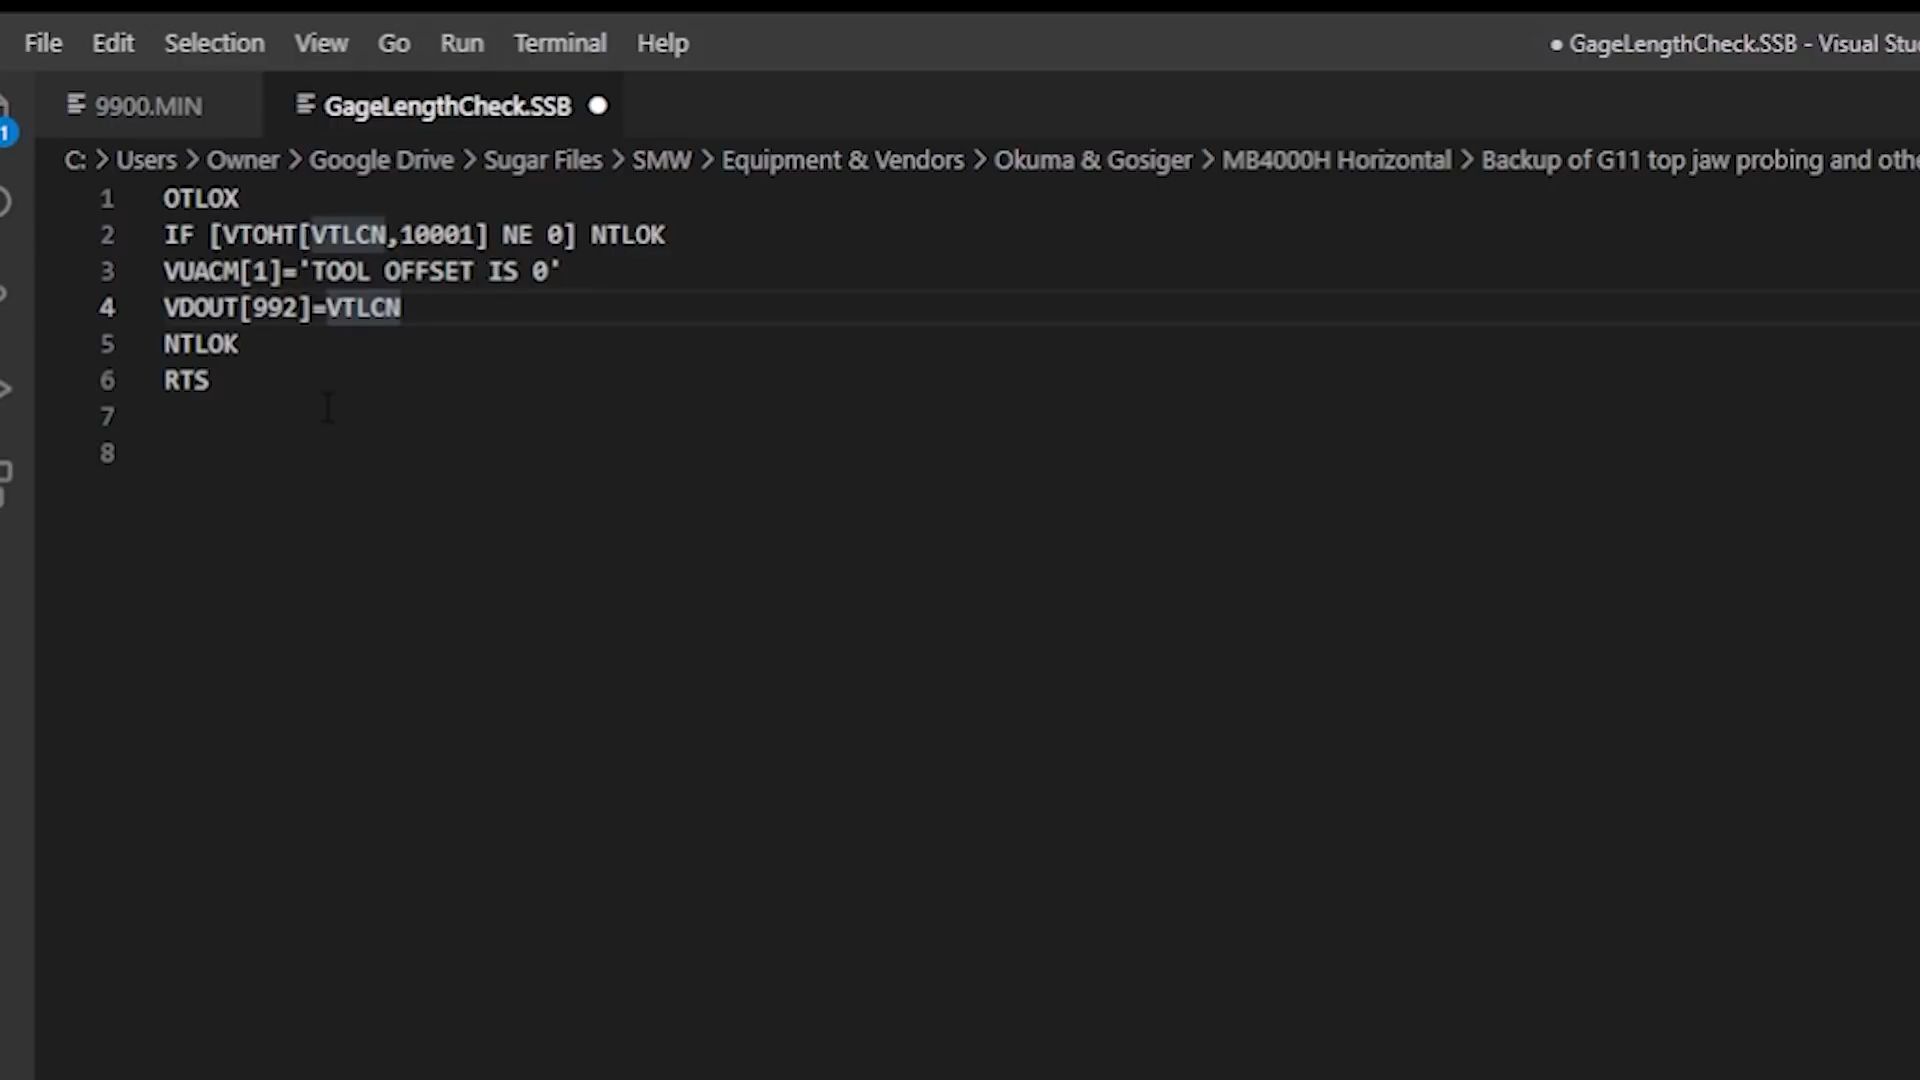 File Edit Selection View Go Run Terminal Help ● GageLengthCheck.SSB - Visual
9900.MIN GageLengthCheck.SSB ●
1
C: > Users > Owner > Google Drive > Sugar Files > SMW > Equipment & Vendors > Okuma & Gosiger > MB4000H Horizontal > Backup of G11 top jaw probing and
1 OTLOX
2 IF [VTOHT[VTLCN,10001] NE 0] NTLOK
3 VUACM[1]='TOOL OFFSET IS 0'
4 VDOUT[992]=VTLCN
5 NTLOK
6 RTS
7
8